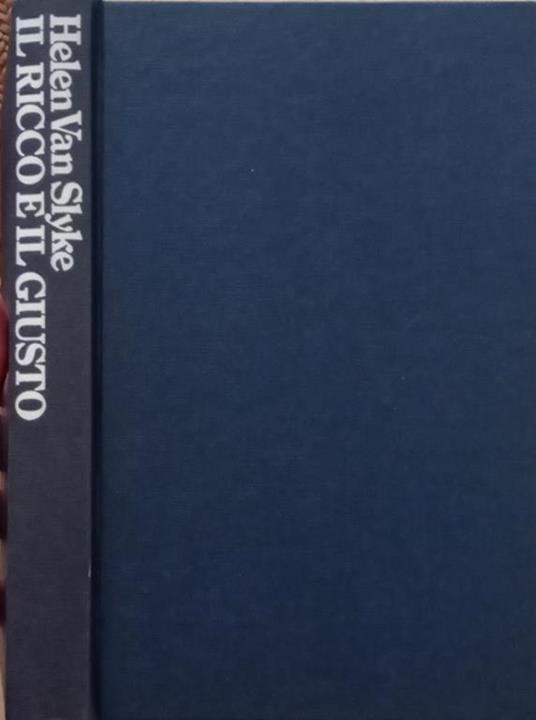 Helen Van Slyke
IL RICCO E IL GIUSTO